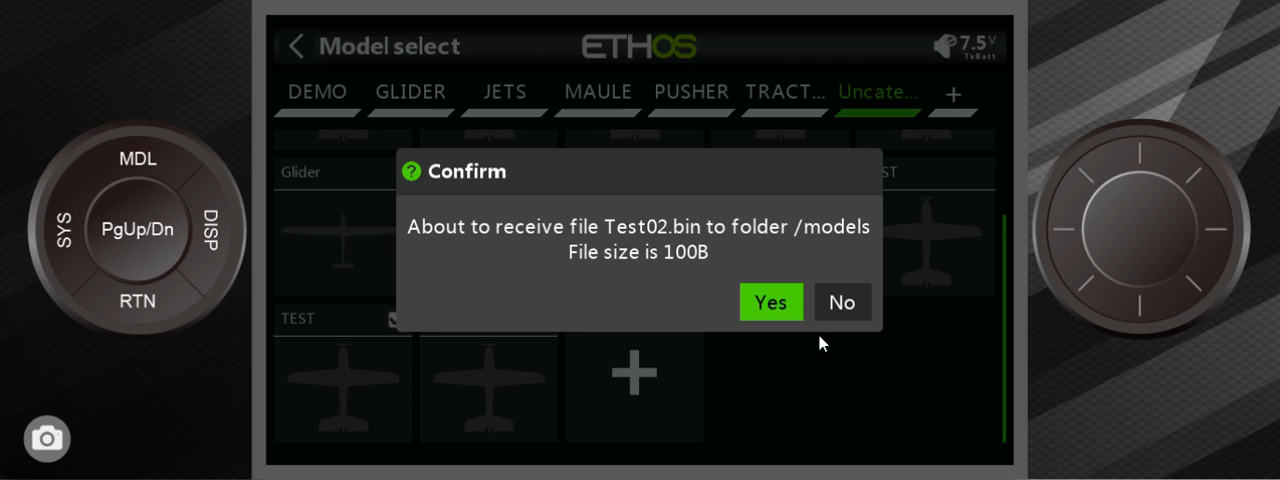 Model select
ETHOS
7.5V
TxBatt
DEMO GLIDER JETS MAULE PUSHER TRACT... Uncate... +
MDL
SYS
PgUp/Dn
DISP
RTN
Glider
ST
? Confirm
About to receive file Test02.bin to folder /models
File size is 100B
Yes No
TEST